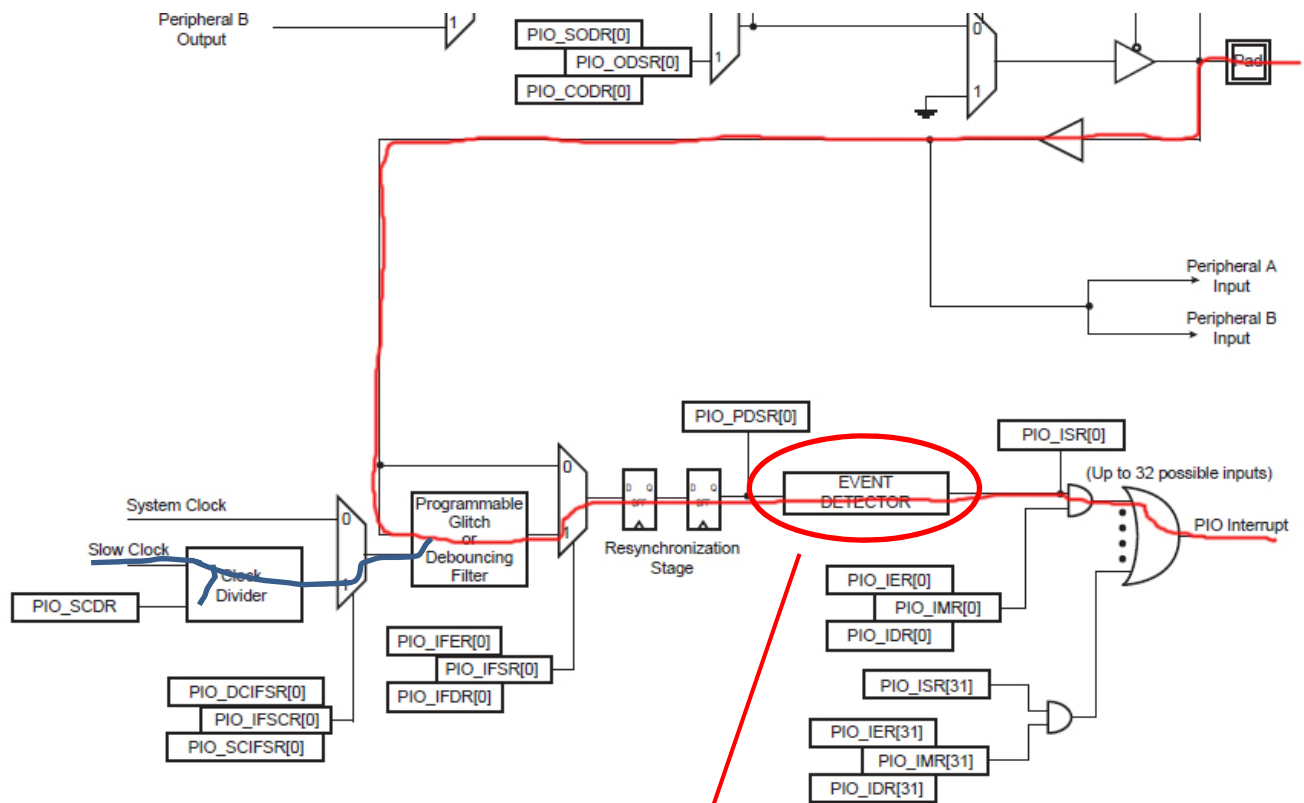 Peripheral B
Output
1
PIO_SODR[0]
PIO_ODSR[0]
PIO_CODR[0]
1
0
1
Pad
Peripheral A
Input
Peripheral B
Input
PIO_PDSR[0]
PIO_ISR[0]
(Up to 32 possible inputs)
EVENT
DETECTOR
System Clock
0
Slow Clock
1
Clock
Divider
PIO_SCDR
Programmable
Glitch
or
Debouncing
Filter
0
1
D Q
DFF
D Q
DFF
Resynchronization
Stage
PIO Interrupt
PIO_IER[0]
PIO_IMR[0]
PIO_IDR[0]
PIO_IFER[0]
PIO_IFSR[0]
PIO_IFDR[0]
PIO_DCIFSR[0]
PIO_IFSCR[0]
PIO_SCIFSR[0]
PIO_ISR[31]
PIO_IER[31]
PIO_IMR[31]
PIO_IDR[31]